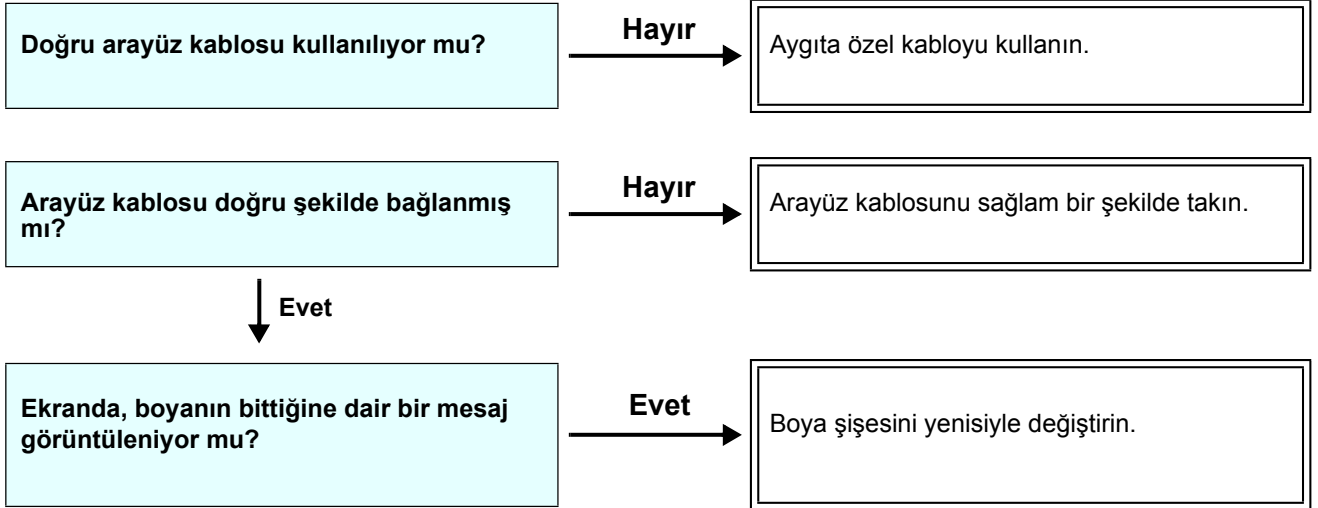 Doğru arayüz kablosu kullanılıyor mu?
Hayır
Aygıta özel kabloyu kullanın.
Arayüz kablosu doğru şekilde bağlanmış
mı?
Hayır
Arayüz kablosunu sağlam bir şekilde takın.
Evet
Ekranda, boyanın bittiğine dair bir mesaj
görüntüleniyor mu?
Evet
Boya şişesini yenisiyle değiştirin.